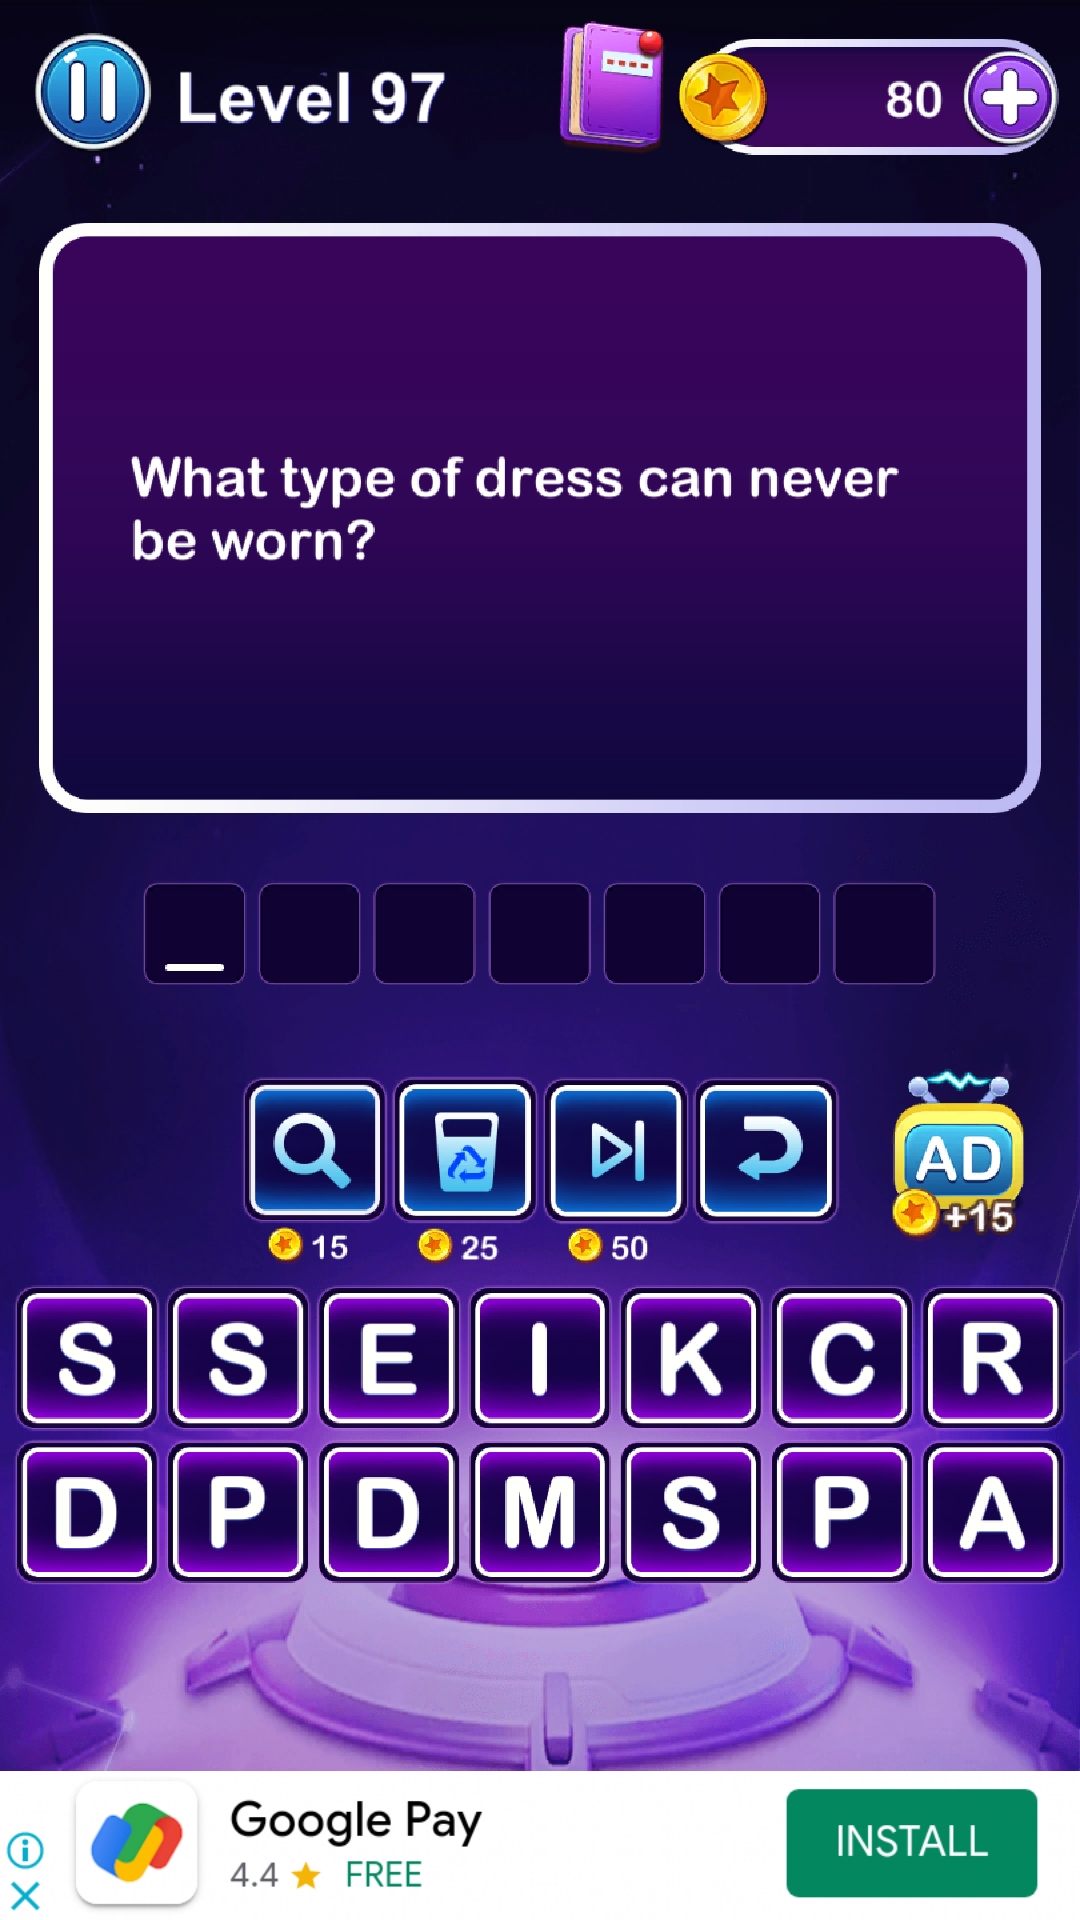 Level 97
80
What type of dress can never
be worn?
AD
+15
15 25 50
S S E I K C R
D P D M S P A
Google Pay
4.4 FREE
INSTALL